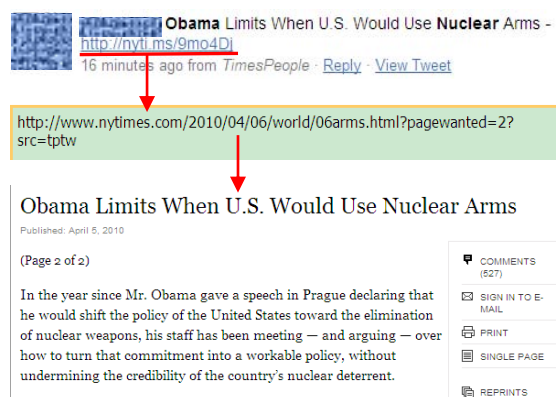 Obama Limits When U.S. Would Use Nuclear Arms -
http://nyti.ms/9mo4Dj
16 minutes ago from TimesPeople · Reply · View Tweet
http://www.nytimes.com/2010/04/06/world/06arms.html?pagewanted=2?
src=tptw
Obama Limits When U.S. Would Use Nuclear Arms
Published: April 5, 2010
(Page 2 of 2)
COMMENTS
(527)
In the year since Mr. Obama gave a speech in Prague declaring that
he would shift the policy of the United States toward the elimination
of nuclear weapons, his staff has been meeting — and arguing — over
how to turn that commitment into a workable policy, without
undermining the credibility of the country's nuclear deterrent.
SIGN IN TO E-
MAIL
PRINT
SINGLE PAGE
REPRINTS